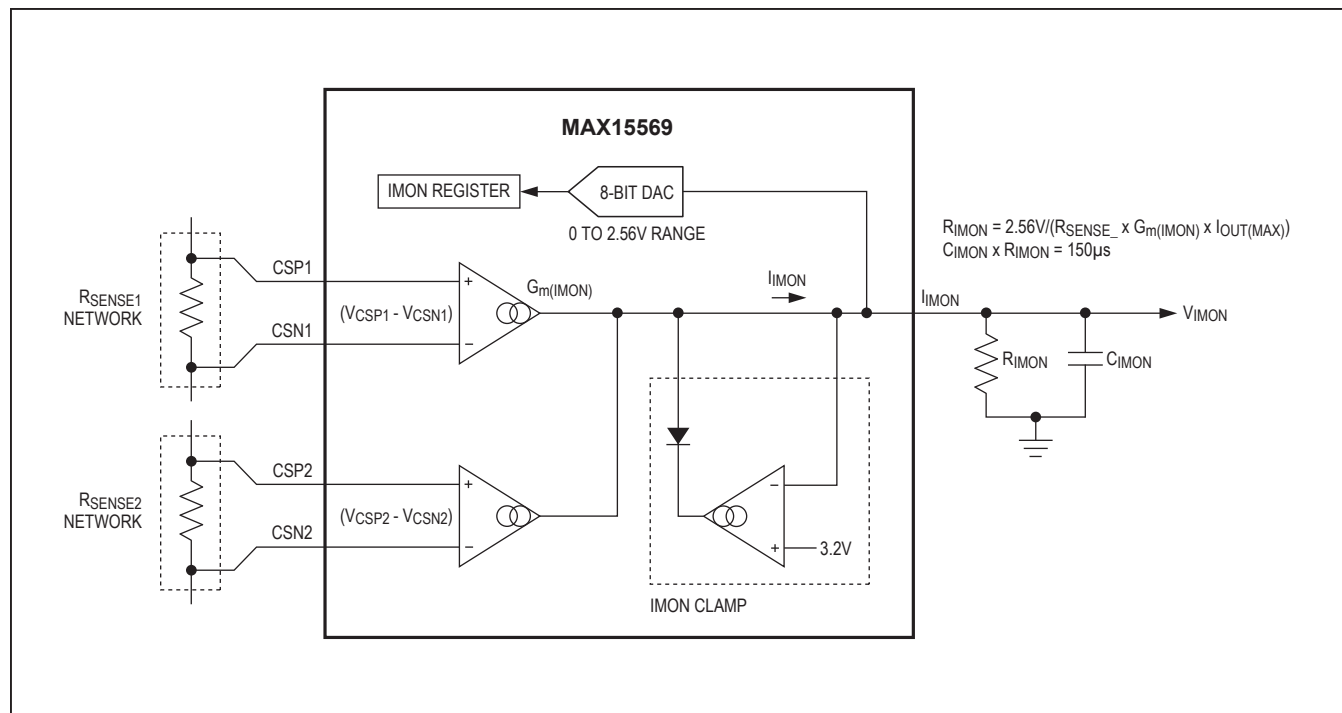 MAX15569
IMON REGISTER
8-BIT DAC
0 TO 2.56V RANGE
RIMON = 2.56V/(RSENSE_ x Gm(IMON) x IOUT(MAX))
CIMON x RIMON = 150µs
RSENSE1
NETWORK
CSP1
CSN1
(VCSP1 - VCSN1)
+
−
Gm(IMON)
IIMON
IIMON
VIMON
RIMON
CIMON
RSENSE2
NETWORK
CSP2
CSN2
(VCSP2 - VCSN2)
+
−
−
+
3.2V
IMON CLAMP